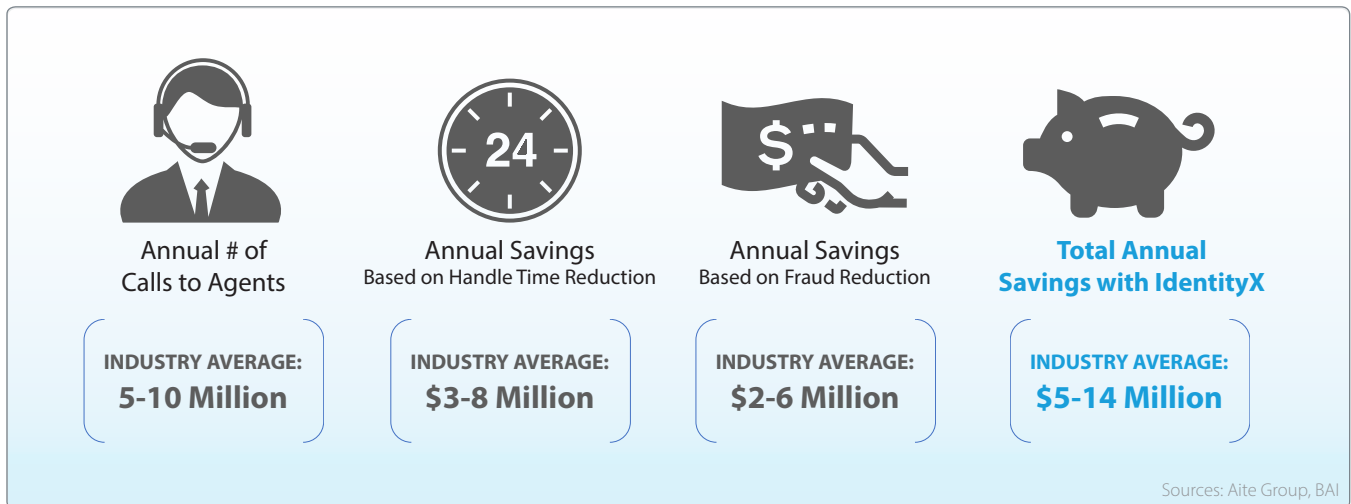 24
$
Annual # of
Calls to Agents
INDUSTRY AVERAGE:
5-10 Million
Annual Savings
Based on Handle Time Reduction
INDUSTRY AVERAGE:
$3-8 Million
Annual Savings
Based on Fraud Reduction
INDUSTRY AVERAGE:
$2-6 Million
Total Annual
Savings with IdentityX
INDUSTRY AVERAGE:
$5-14 Million
Sources: Aite Group, BAI